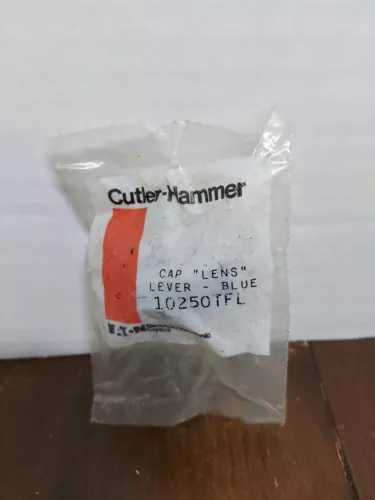 Cutler-Hammer
CAP "LENS"
LEVER - BLUE
10250TFL